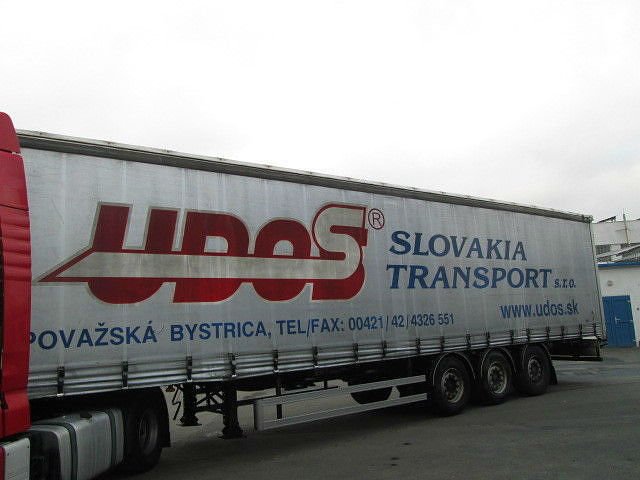 UDOS®
SLOVAKIA
TRANSPORT s.r.o.
www.udos.sk
POVAŽSKÁ BYSTRICA, TEL/FAX: 00421/42/4326 551